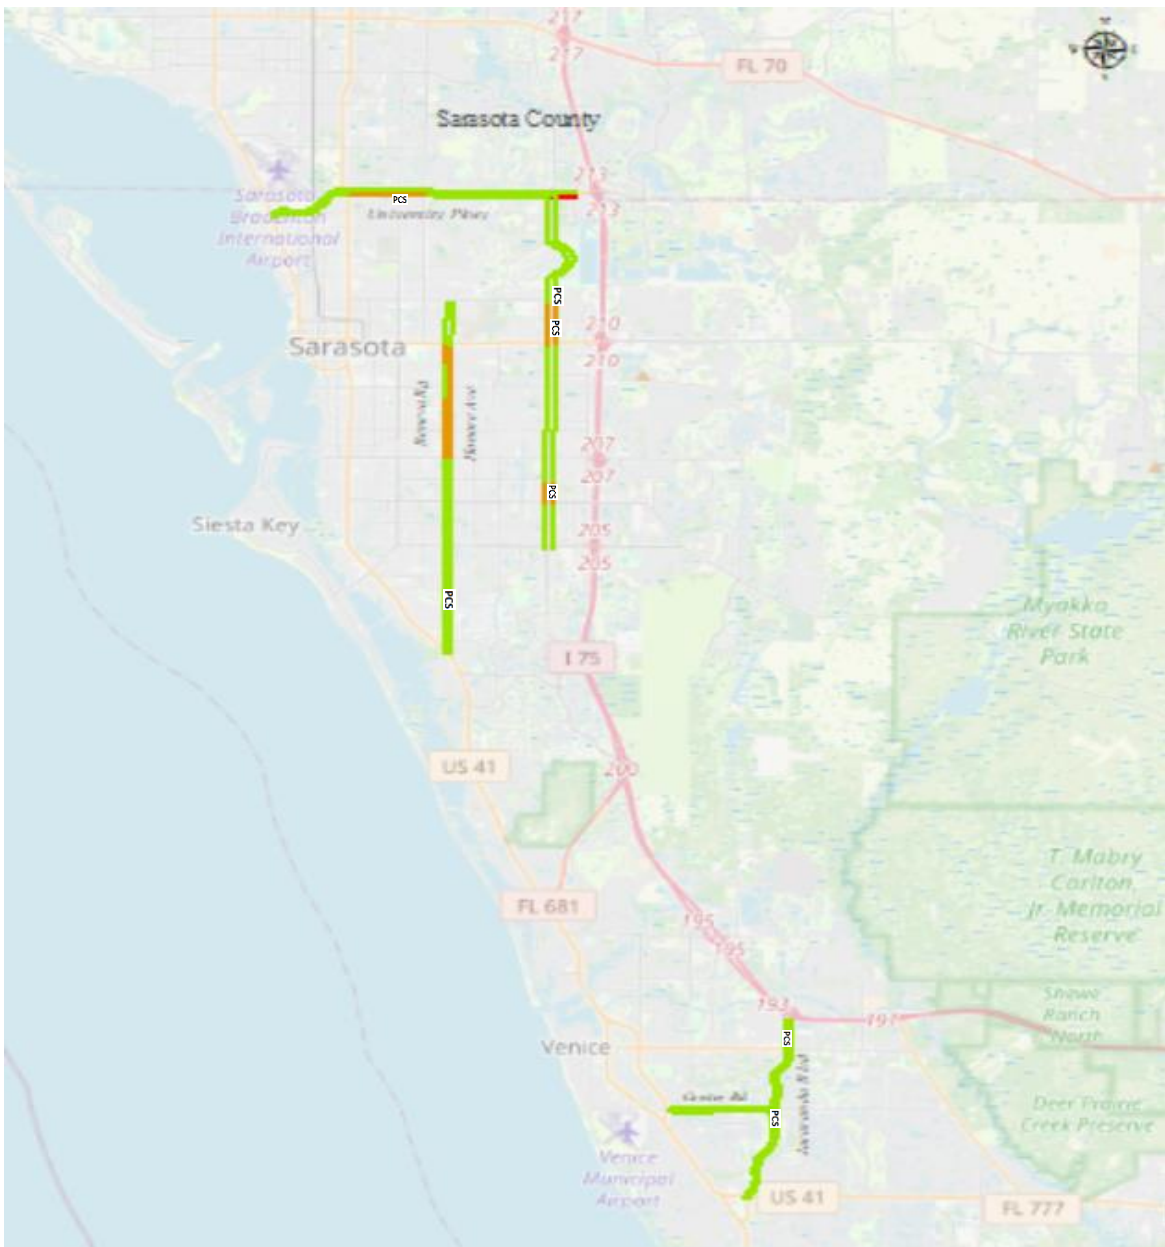 217
217
FL 70
Sarasota County
213
Sarasota
Bradenton
International
Airport
PCS
213
University Pkwy
PCS
PCS
210
Sarasota
210
207
207
PCS
Siesta Key
205
205
PCS
Myakka
River State
Park
I 75
US 41
200
T. Mabry
Carlton,
Jr. Memorial
Reserve
FL 681
195
193
191
Ranch
North
PCS
Venice
Center Rd
Deer Prairie
Creek Preserve
PCS
Venice
Municipal
Airport
US 41
FL 777